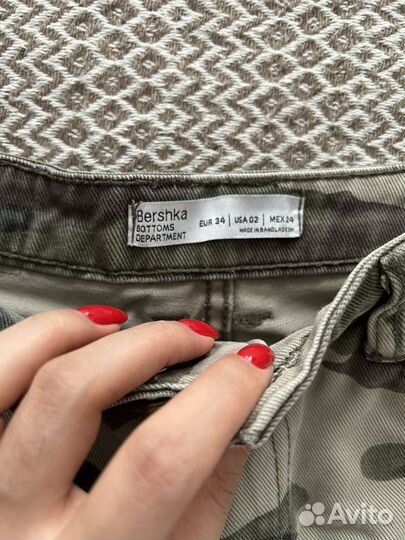 Bershka
BOTTOMS
DEPARTMENT
EUR 34 | USA 02 | MEX 24
MADE IN BANGLADESH
Avito